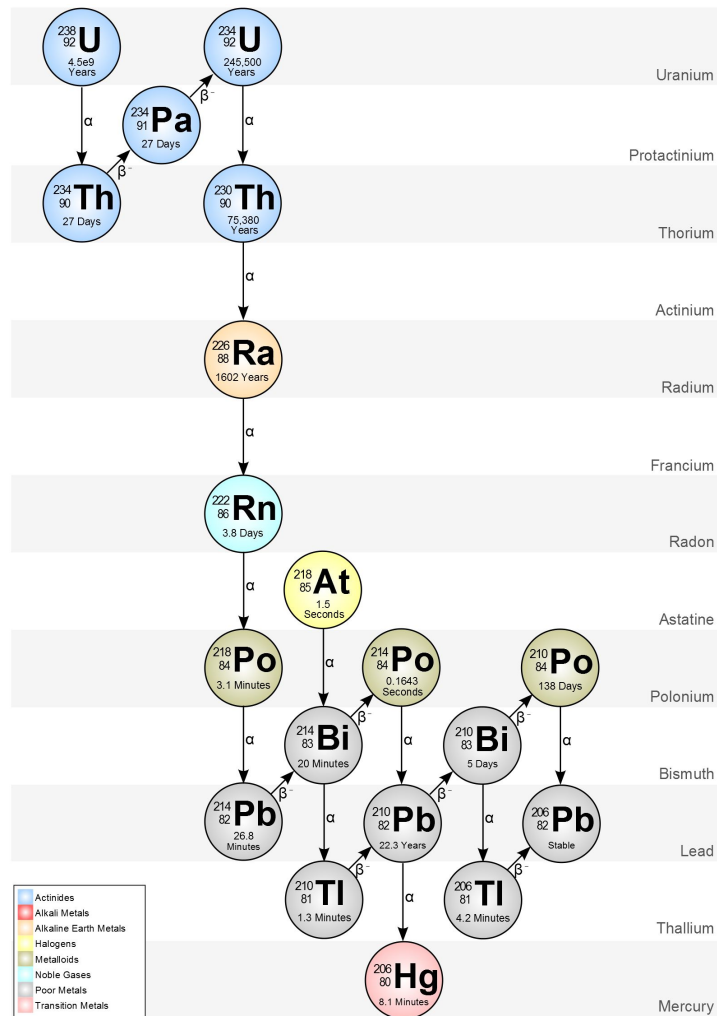 238
92 U
4.5e9
Years
234
92 U
245,500
Years
Uranium
α
β⁻
α
234
91 Pa
27 Days
β⁻
Protactinium
234
90 Th
27 Days
230
90 Th
75,380
Years
Thorium
α
Actinium
226
88 Ra
1602 Years
Radium
α
Francium
222
86 Rn
3.8 Days
Radon
α
218
85 At
1.5
Seconds
Astatine
218
84 Po
3.1 Minutes
α
214
84 Po
0.1643
Seconds
210
84 Po
138 Days
Polonium
α
214
83 Bi
20 Minutes
β⁻
α
210
83 Bi
5 Days
β⁻
α
Bismuth
214
82 Pb
26.8
Minutes
β⁻
α
210
82 Pb
22.3 Years
β⁻
α
206
82 Pb
Stable
Lead
210
81 Tl
1.3 Minutes
β⁻
α
206
81 Tl
4.2 Minutes
β⁻
Thallium
206
80 Hg
8.1 Minutes
Mercury
Actinides
Alkali Metals
Alkaline Earth Metals
Halogens
Metalloids
Noble Gases
Poor Metals
Transition Metals